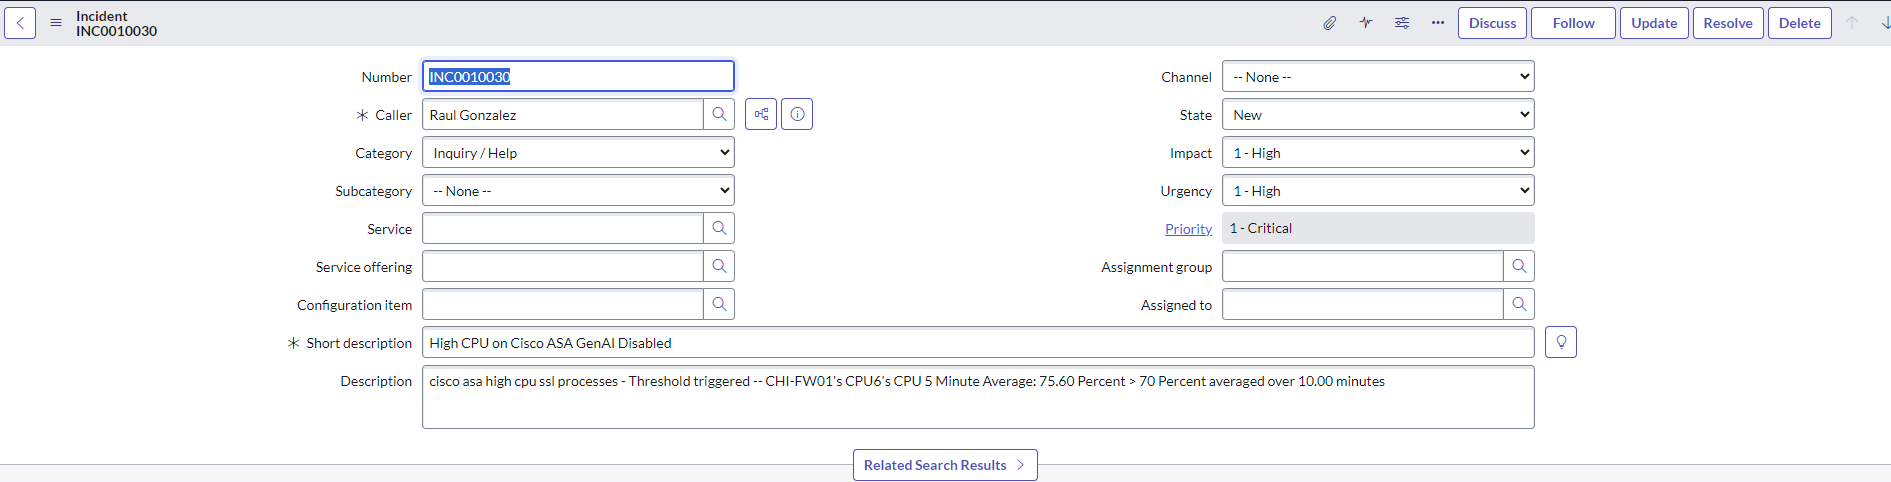 Incident
INC0010030
Discuss
Follow
Update
Resolve
Delete
Number INC0010030
Channel -- None --
Caller Raul Gonzalez
State New
Category Inquiry / Help
Impact 1 - High
Subcategory -- None --
Urgency 1 - High
Service
Priority 1 - Critical
Service offering
Assignment group
Configuration item
Assigned to
Short description High CPU on Cisco ASA GenAI Disabled
Description cisco asa high cpu ssl processes - Threshold triggered -- CHI-FW01's CPU6's CPU 5 Minute Average: 75.60 Percent > 70 Percent averaged over 10.00 minutes
Related Search Results